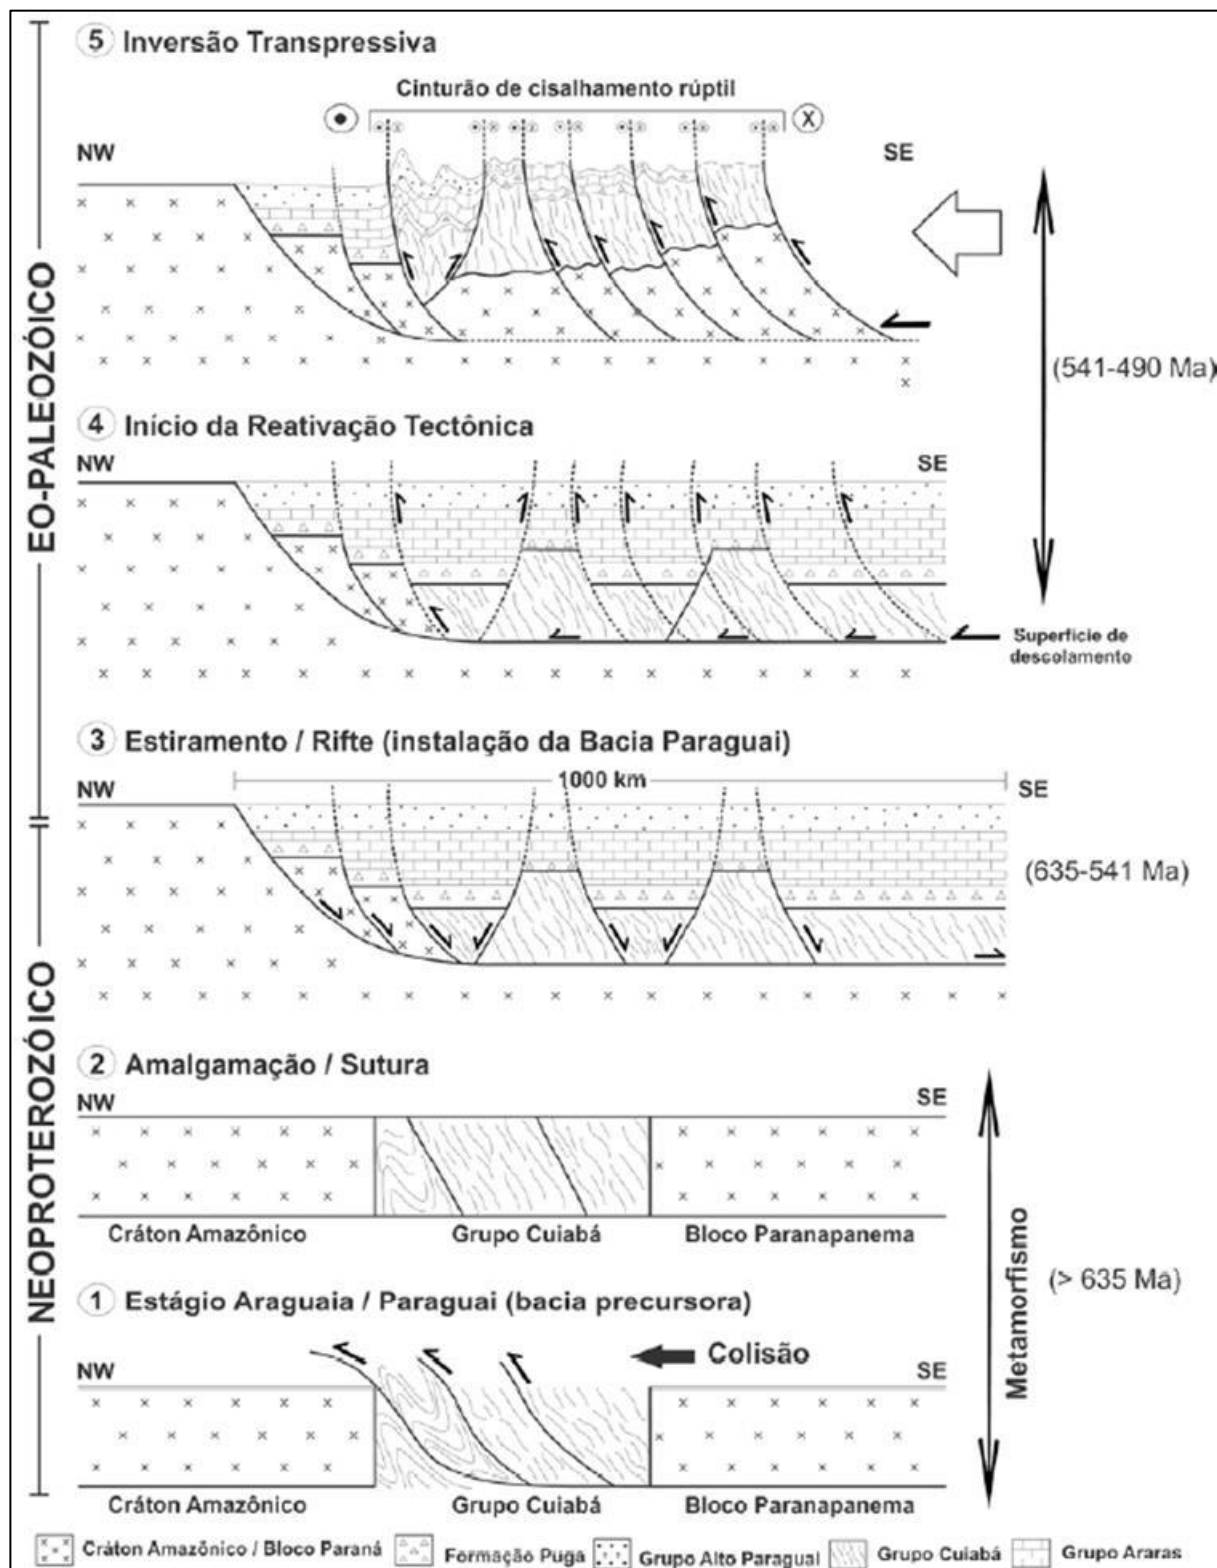 5 Inversão Transpressiva
Cinturão de cisalhamento rúptil
X
NW
SE
(541-490 Ma)
EO-PALEOZÓICO
4 Início da Reativação Tectônica
NW
SE
Superfície de
descolamento
3 Estiramento / Rifte (instalação da Bacia Paraguai)
NW
1000 km
SE
(635-541 Ma)
NEOPROTEROZÓICO
2 Amalgamação / Sutura
NW
SE
Cráton Amazônico
Grupo Cuiabá
Bloco Paranapanema
Metamorfismo
(> 635 Ma)
1 Estágio Araguaia / Paraguai (bacia precursora)
NW
Colisão
SE
Cráton Amazônico
Grupo Cuiabá
Bloco Paranapanema
Cráton Amazônico / Bloco Paraná
Formação Puga
Grupo Alto Paraguai
Grupo Cuiabá
Grupo Araras